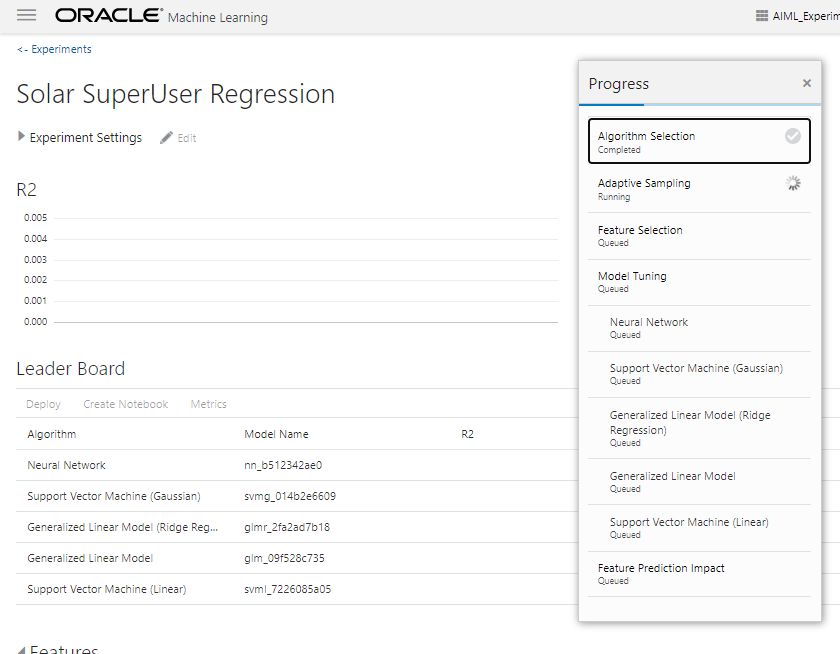 ORACLE® Machine Learning
AIML_Experim
<- Experiments
Solar SuperUser Regression
Experiment Settings
Edit
R2
0.005
0.004
0.003
0.002
0.001
0.000
Leader Board
Deploy Create Notebook Metrics
Algorithm Model Name R2
Neural Network nn_b512342ae0
Support Vector Machine (Gaussian) svmg_014b2e6609
Generalized Linear Model (Ridge Reg... glmr_2fa2ad7b18
Generalized Linear Model glm_09f528c735
Support Vector Machine (Linear) svml_7226085a05
Features
Progress
Algorithm Selection
Completed
Adaptive Sampling
Running
Feature Selection
Queued
Model Tuning
Queued
Neural Network
Queued
Support Vector Machine (Gaussian)
Queued
Generalized Linear Model (Ridge
Regression)
Queued
Generalized Linear Model
Queued
Support Vector Machine (Linear)
Queued
Feature Prediction Impact
Queued